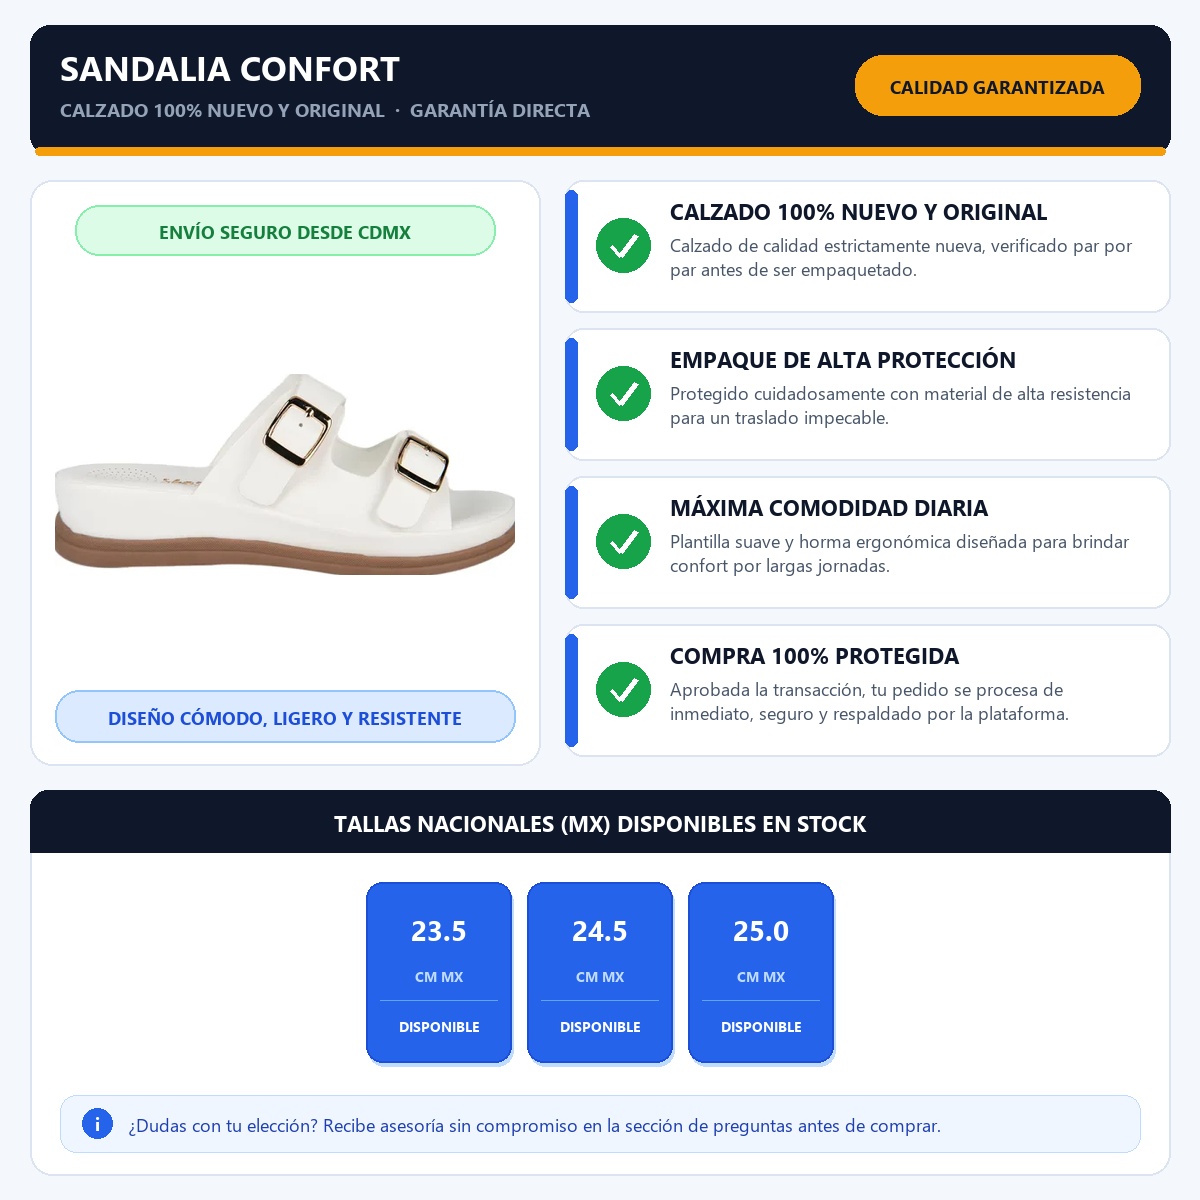 SANDALIA CONFORT
CALZADO 100% NUEVO Y ORIGINAL · GARANTÍA DIRECTA
CALIDAD GARANTIZADA
ENVÍO SEGURO DESDE CDMX
DISEÑO CÓMODO, LIGERO Y RESISTENTE
CALZADO 100% NUEVO Y ORIGINAL
Calzado de calidad estrictamente nueva, verificado par por
par antes de ser empaquetado.
EMPAQUE DE ALTA PROTECCIÓN
Protegido cuidadosamente con material de alta resistencia
para un traslado impecable.
MÁXIMA COMODIDAD DIARIA
Plantilla suave y horma ergonómica diseñada para brindar
confort por largas jornadas.
COMPRA 100% PROTEGIDA
Aprobada la transacción, tu pedido se procesa de
inmediato, seguro y respaldado por la plataforma.
TALLAS NACIONALES (MX) DISPONIBLES EN STOCK
23.5
CM MX
DISPONIBLE
24.5
CM MX
DISPONIBLE
25.0
CM MX
DISPONIBLE
¿Dudas con tu elección? Recibe asesoría sin compromiso en la sección de preguntas antes de comprar.